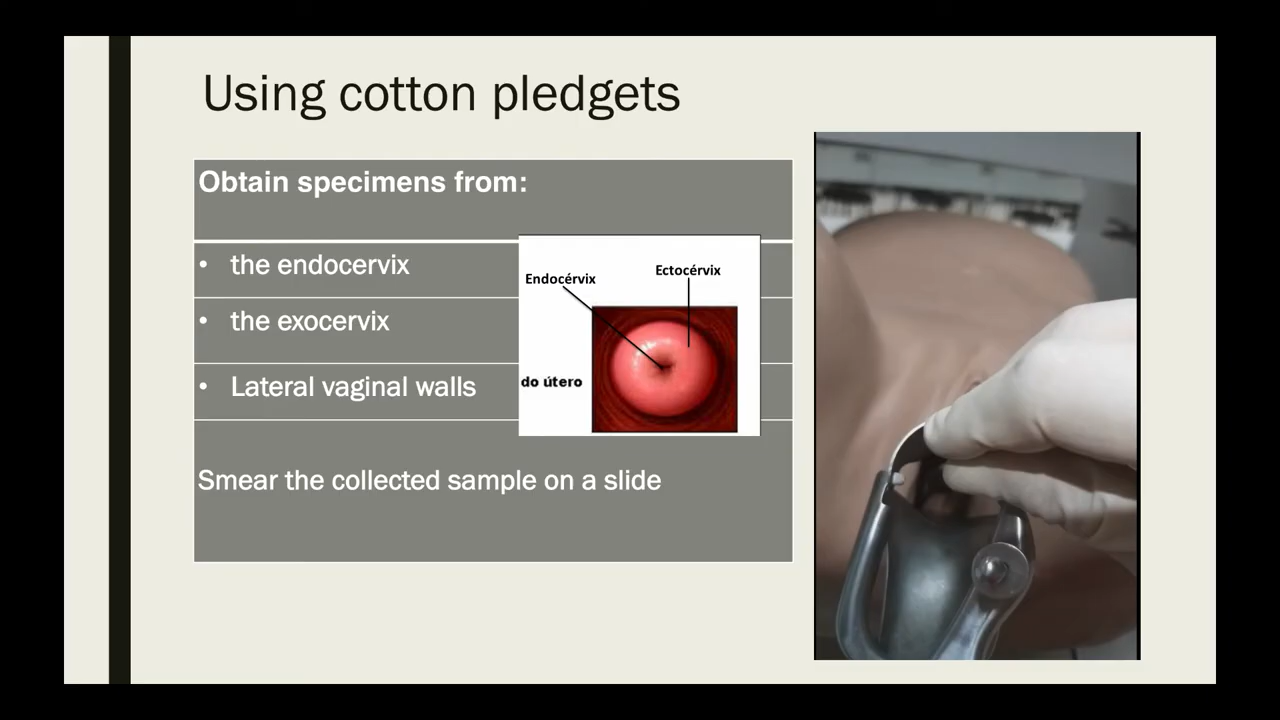 Using cotton pledgets
Obtain specimens from:
• the endocervix
• the exocervix
• Lateral vaginal walls
Endocérvix
Ectocérvix
do útero
Smear the collected sample on a slide